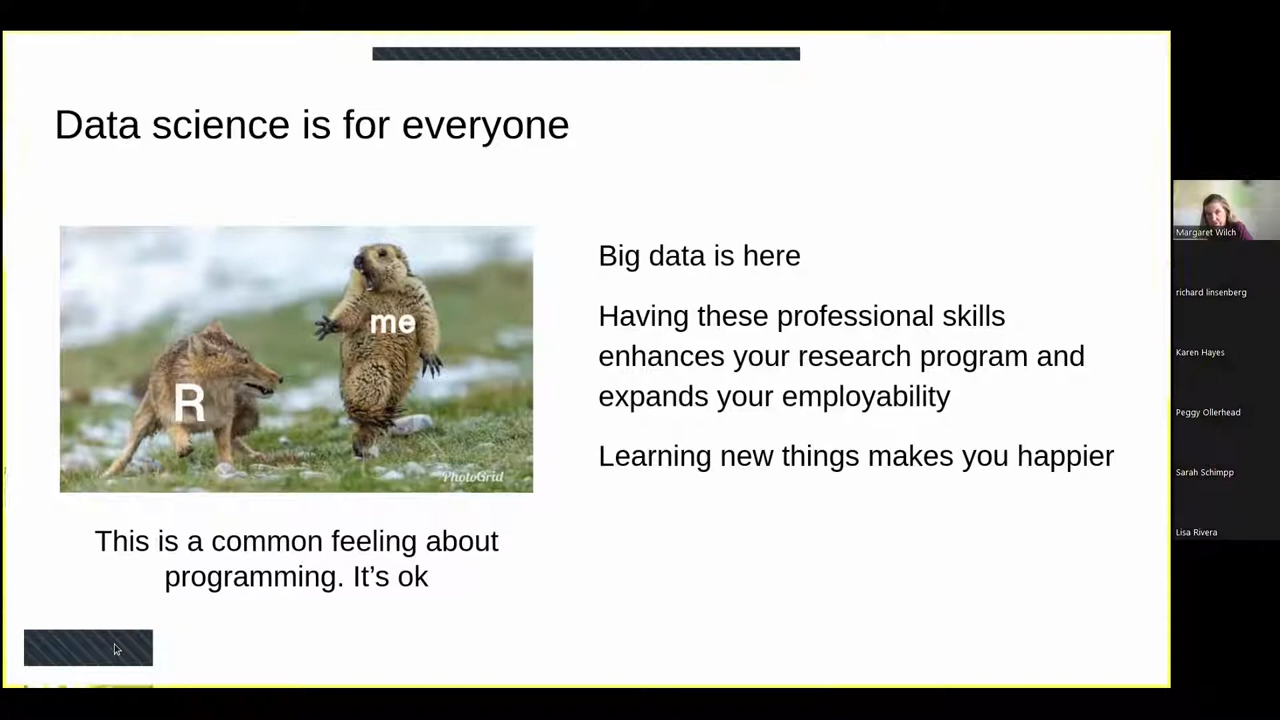 Data science is for everyone
R
me
PhotoGrid
This is a common feeling about
programming. It’s ok
Big data is here
Having these professional skills
enhances your research program and
expands your employability
Learning new things makes you happier
Margaret Wilch
richard linsenberg
Karen Hayes
Peggy Ollerhead
Sarah Schimpp
Lisa Rivera